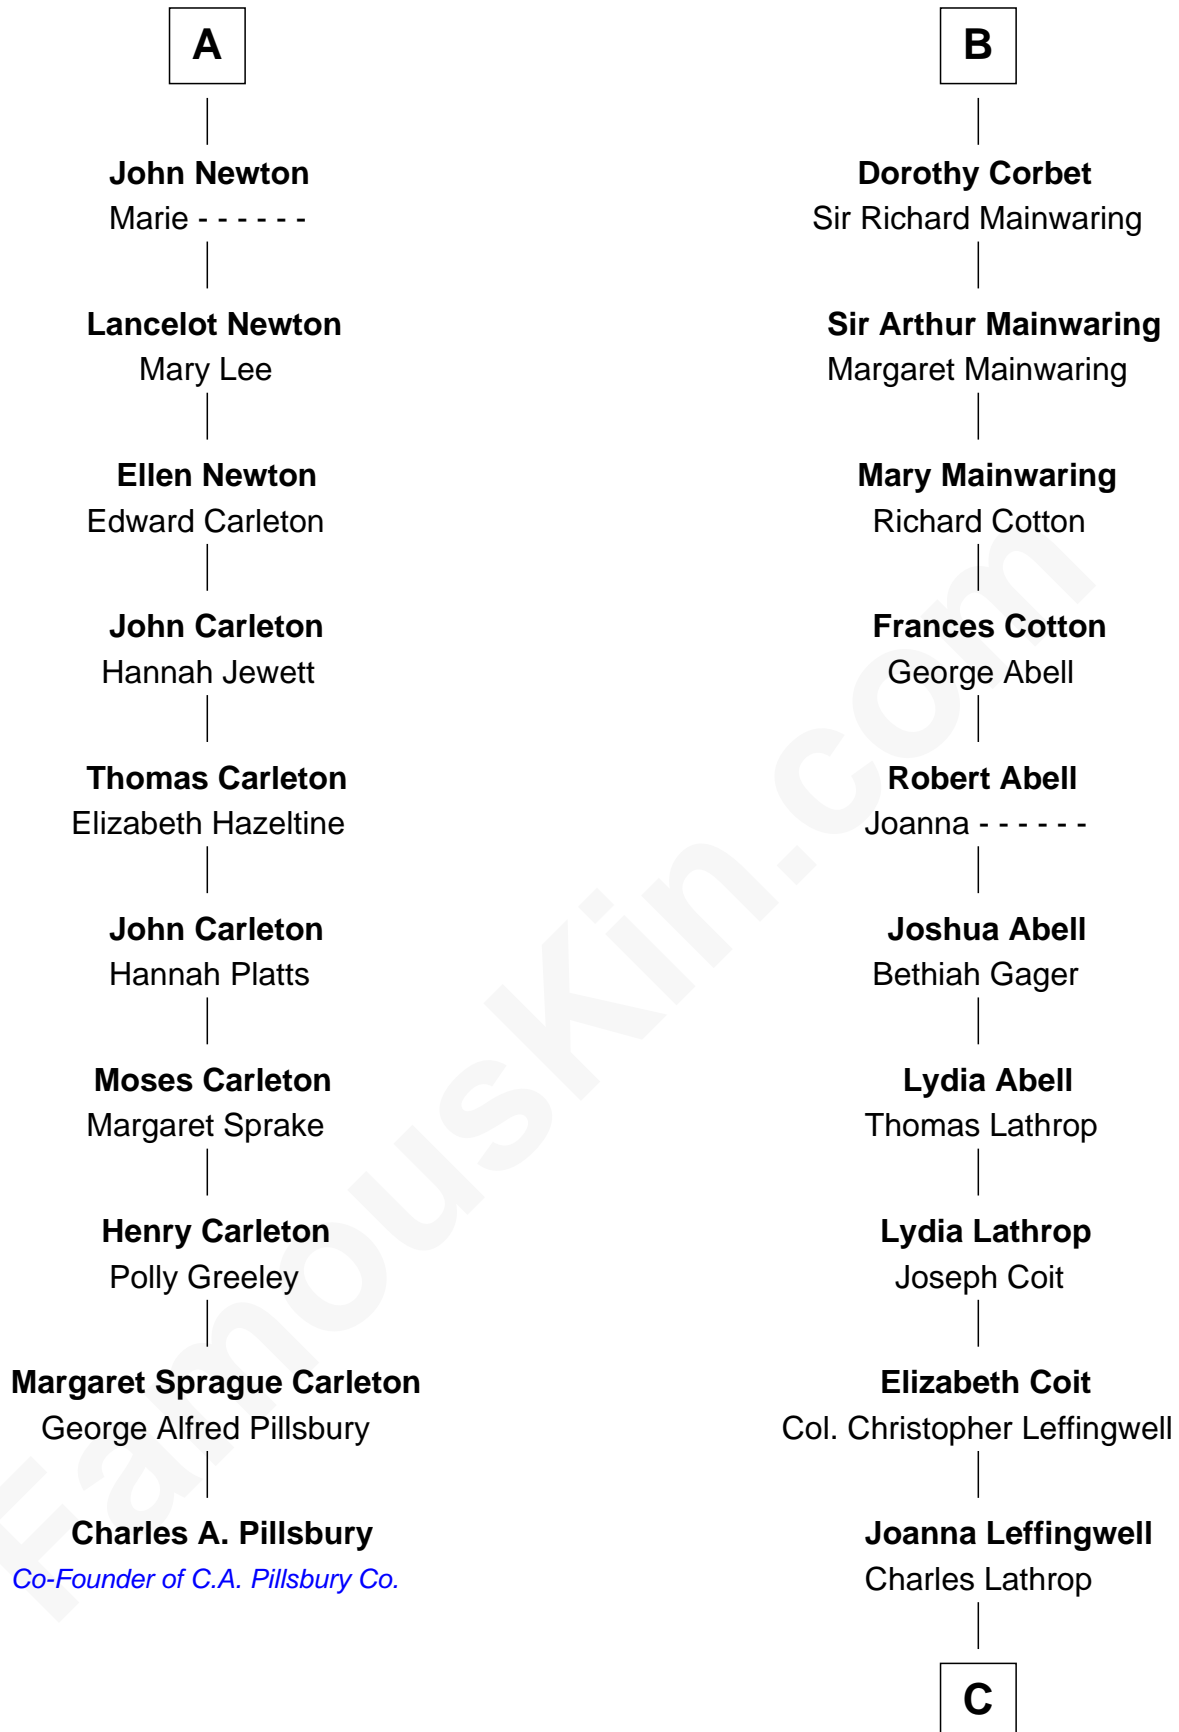 A
John Newton
Marie - - - - - -
Lancelot Newton
Mary Lee
Ellen Newton
Edward Carleton
John Carleton
Hannah Jewett
Thomas Carleton
Elizabeth Hazeltine
John Carleton
Hannah Platts
Moses Carleton
Margaret Sprake
Henry Carleton
Polly Greeley
Margaret Sprague Carleton
George Alfred Pillsbury
Charles A. Pillsbury
Co-Founder of C.A. Pillsbury Co.
B
Dorothy Corbet
Sir Richard Mainwaring
Sir Arthur Mainwaring
Margaret Mainwaring
Mary Mainwaring
Richard Cotton
Frances Cotton
George Abell
Robert Abell
Joanna - - - - - -
Joshua Abell
Bethiah Gager
Lydia Abell
Thomas Lathrop
Lydia Lathrop
Joseph Coit
Elizabeth Coit
Col. Christopher Leffingwell
Joanna Leffingwell
Charles Lathrop
C
FamousKin.com